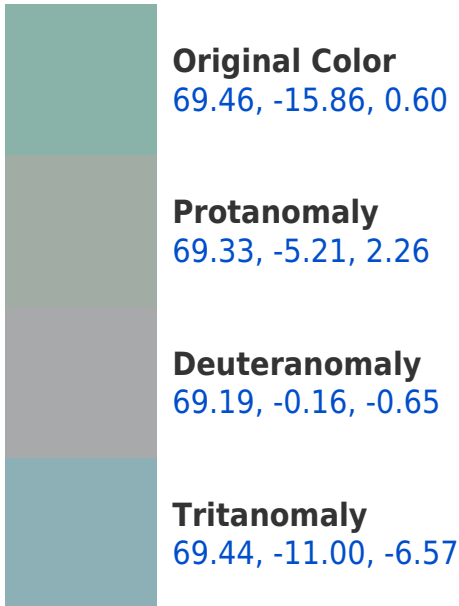 Original Color
69.46, -15.86, 0.60
Protanomaly
69.33, -5.21, 2.26
Deuteranomaly
69.19, -0.16, -0.65
Tritanomaly
69.44, -11.00, -6.57